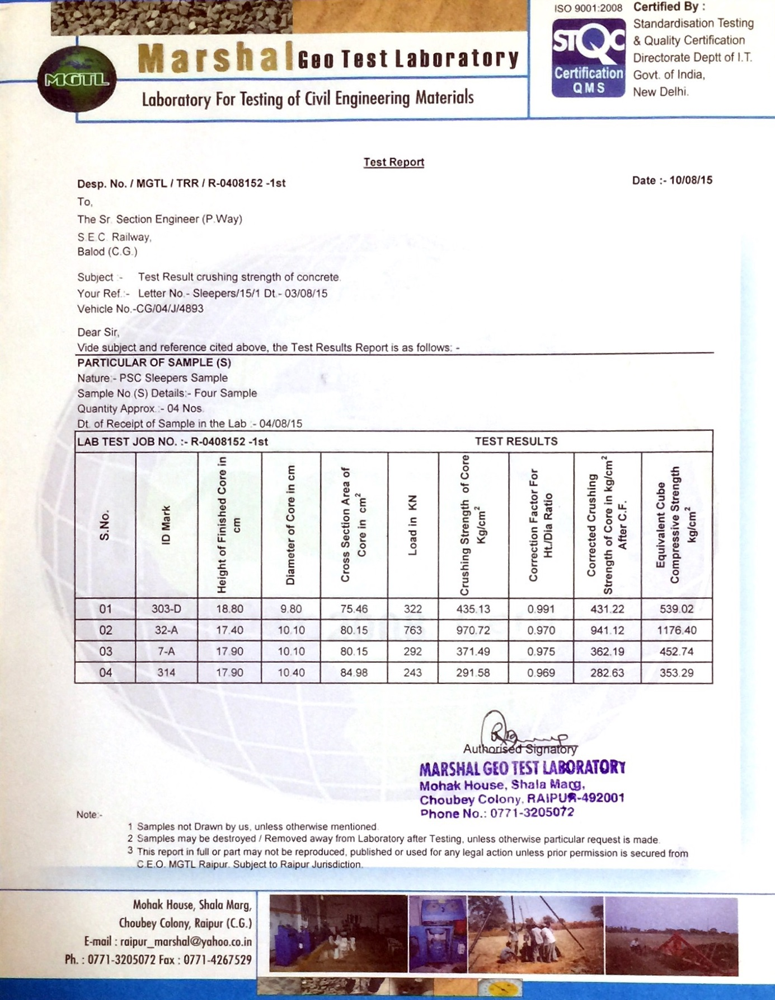 ISO 9001:2008
Certified By :
Standardisation Testing
& Quality Certification
Directorate Deptt of I.T.
Govt. of India,
New Delhi.
STQC
Certification
QMS
MGTL
Marshal Geo Test Laboratory
Laboratory For Testing of Civil Engineering Materials
Test Report
Desp. No. / MGTL / TRR / R-0408152 -1st
Date :- 10/08/15
To,
The Sr. Section Engineer (P.Way)
S.E.C. Railway,
Balod (C.G.)
Subject :- Test Result crushing strength of concrete.
Your Ref.:- Letter No.- Sleepers/15/1 Dt.- 03/08/15
Vehicle No.-CG/04/J/4893
Dear Sir,
Vide subject and reference cited above, the Test Results Report is as follows: -
PARTICULAR OF SAMPLE (S)
Nature:- PSC Sleepers Sample
Sample No.(S) Details:- Four Sample
Quantity Approx.:- 04 Nos.
Dt. of Receipt of Sample in the Lab :- 04/08/15
LAB TEST JOB NO. :- R-0408152 -1st TEST RESULTS
S.No.
ID Mark
Height of Finished Core in
cm
Diameter of Core in cm
Cross Section Area of
Core in cm²
Load in KN
Crushing Strength of Core
Kg/cm²
Correction Factor For
Ht./Dia Ratio
Corrected Crushing
Strength of Core in kg/cm²
After C.F.
Equivalent Cube
Compressive Strength
kg/cm²
01 303-D 18.80 9.80 75.46 322 435.13 0.991 431.22 539.02
02 32-A 17.40 10.10 80.15 763 970.72 0.970 941.12 1176.40
03 7-A 17.90 10.10 80.15 292 371.49 0.975 362.19 452.74
04 314 17.90 10.40 84.98 243 291.58 0.969 282.63 353.29
Authorised Signatory
MARSHAL GEO TEST LABORATORY
Mohak House, Shala Marg,
Choubey Colony, RAIPUR-492001
Phone No.: 0771-3205072
Note:-
1 Samples not Drawn by us, unless otherwise mentioned.
2 Samples may be destroyed / Removed away from Laboratory after Testing, unless otherwise particular request is made.
3 This report in full or part may not be reproduced, published or used for any legal action unless prior permission is secured from
C.E.O. MGTL Raipur. Subject to Raipur Jurisdiction.
Mohak House, Shala Marg,
Choubey Colony, Raipur (C.G.)
E-mail : raipur_marshal@yahoo.co.in
Ph. : 0771-3205072 Fax : 0771-4267529